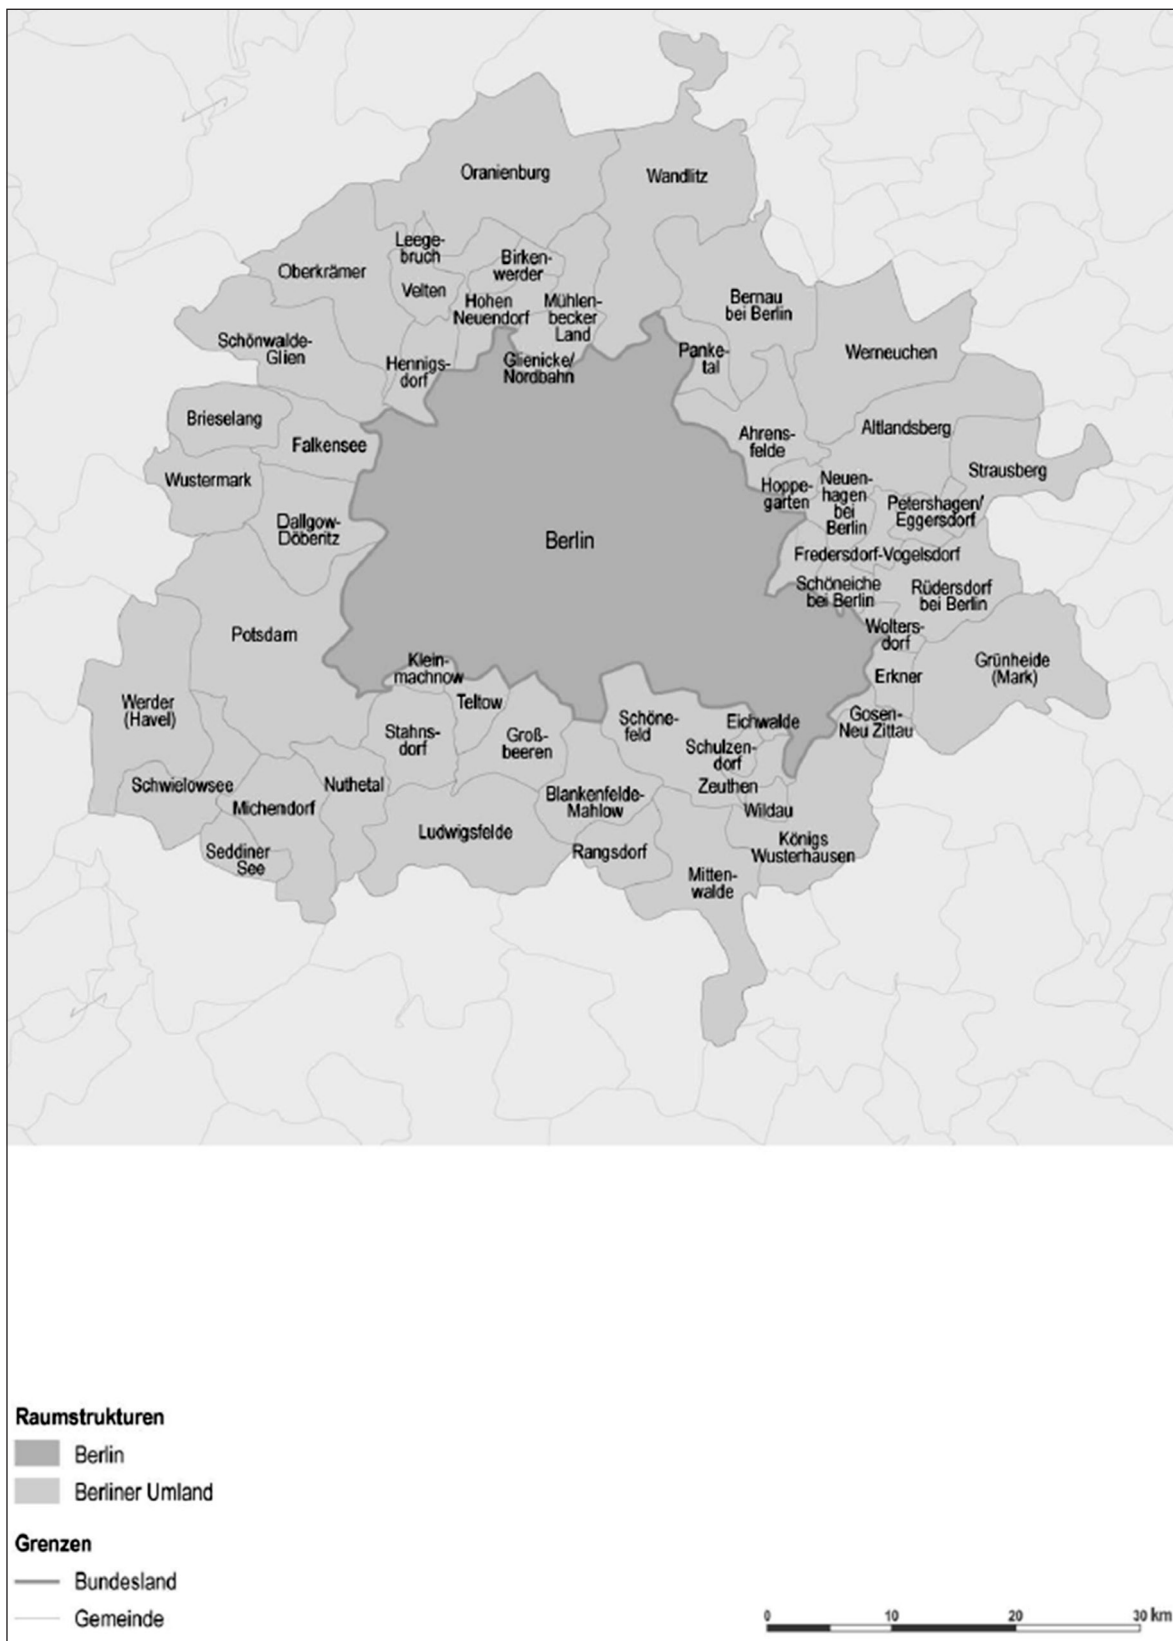 Oranienburg
Wandlitz
Leege-
bruch
Birken-
werder
Oberkrämer
Velten
Hohen
Neuendorf
Mühlen-
becker
Land
Bernau
bei Berlin
Schönwalde-
Glien
Hennigs-
dorf
Glienicke/
Nordbahn
Panke-
tal
Werneuchen
Brieselang
Falkensee
Ahrens-
felde
Altlandsberg
Wustermark
Strausberg
Hoppe-
garten
Neuen-
hagen
bei
Berlin
Petershagen/
Eggersdorf
Dallgow-
Döberitz
Berlin
Fredersdorf-Vogelsdorf
Schöneiche
bei Berlin
Rüdersdorf
bei Berlin
Potsdam
Wolters-
dorf
Klein-
machnow
Erkner
Grünheide
(Mark)
Werder
(Havel)
Teltow
Stahns-
dorf
Groß-
beeren
Schöne-
feld
Eichwalde
Gosen-
Neu Zittau
Schulzen-
dorf
Schwielowsee
Michendorf
Nuthetal
Zeuthen
Blankenfelde-
Mahlow
Wildau
Ludwigsfelde
Seddiner
See
Rangsdorf
Königs
Wusterhausen
Mitten-
walde
Raumstrukturen
Berlin
Berliner Umland
Grenzen
Bundesland
Gemeinde
0 10 20 30 km